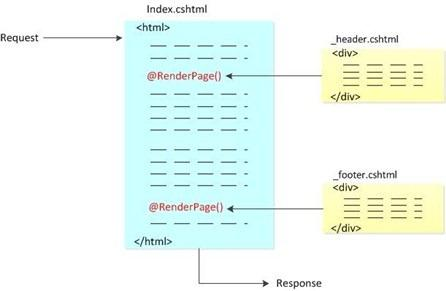 Index.cshtml
Request
<html>
@RenderPage()
_header.cshtml
<div>
</div>
@RenderPage()
_footer.cshtml
<div>
</div>
</html>
Response